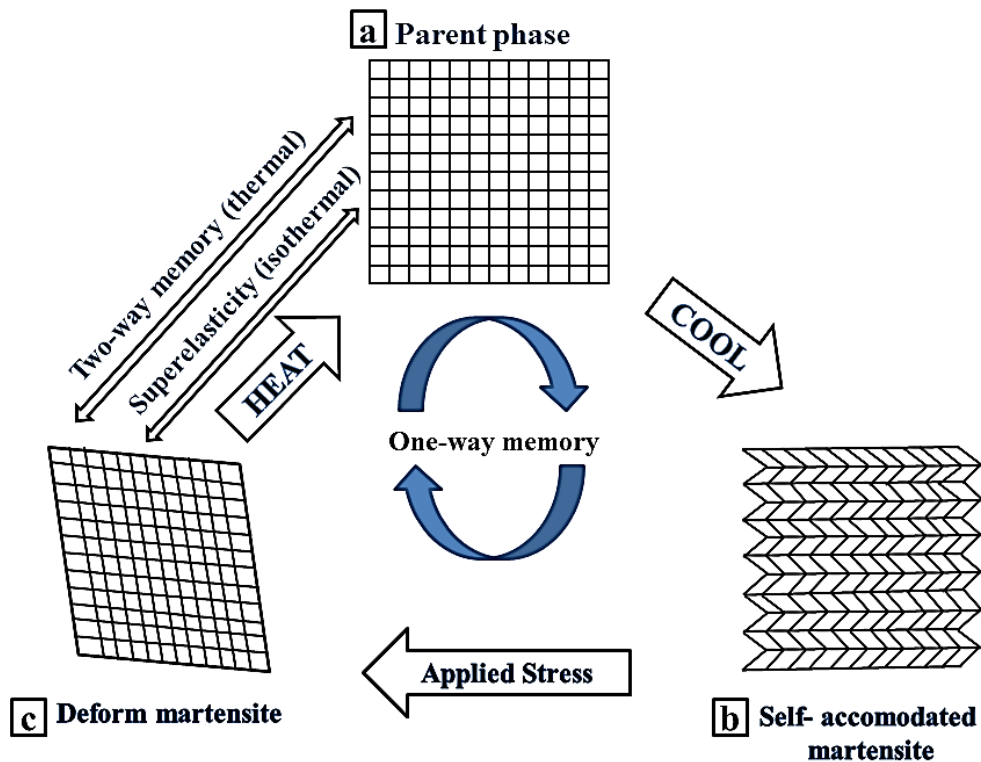 a Parent phase
Two-way memory (thermal)
Superelasticity (isothermal)
HEAT
COOL
One-way memory
Applied Stress
c Deform martensite
b Self- accomodated
martensite